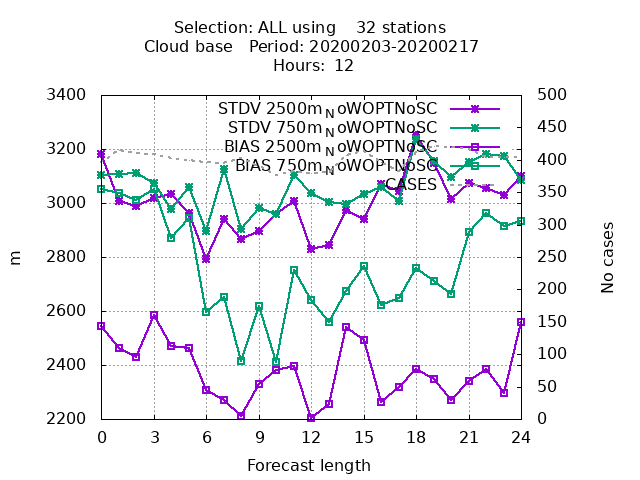 Selection: ALL using 32 stations
Cloud base Period: 20200203-20200217
Hours: 12
STDV 2500m_NoWOPTNoSC
STDV 750m_NoWOPTNoSC
BIAS 2500m_NoWOPTNoSC
BIAS 750m_NoWOPTNoSC
CASES
3400
3200
3000
2800
2600
2400
2200
m
500
450
400
350
300
250
200
150
100
50
0
No cases
0 3 6 9 12 15 18 21 24
Forecast length